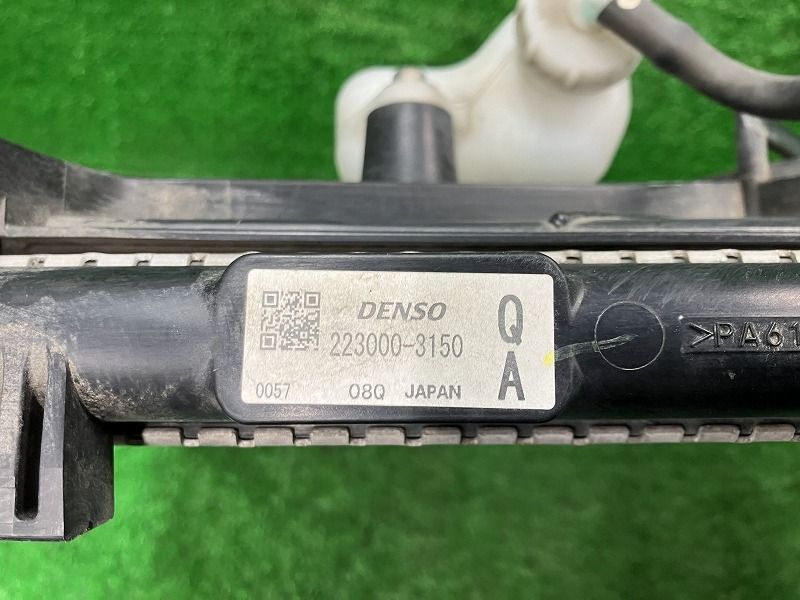 DENSO
Q
223000-3150
A
0057 08Q JAPAN
>PA61